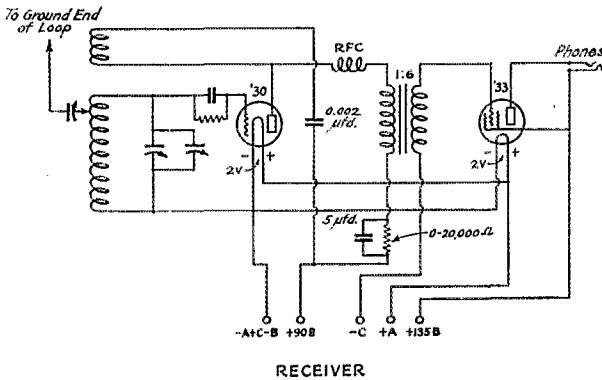 To Ground End
of Loop
RFC
1:6
Phones
'30
'33
0.002
μfd.
- +
2V
- +
2V
5 μfd.
0-20,000 Ω
-A+C-B +90B -C +A +135B
RECEIVER